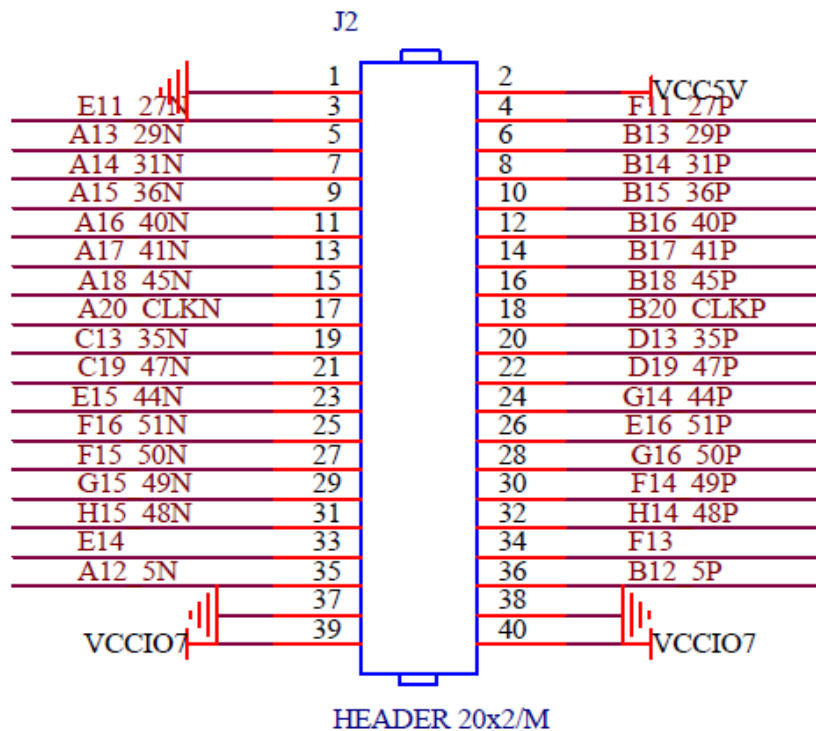 J2
1 2 VCC5V
E11 27N 3 4 F11 27P
A13 29N 5 6 B13 29P
A14 31N 7 8 B14 31P
A15 36N 9 10 B15 36P
A16 40N 11 12 B16 40P
A17 41N 13 14 B17 41P
A18 45N 15 16 B18 45P
A20 CLKN 17 18 B20 CLKP
C13 35N 19 20 D13 35P
C19 47N 21 22 D19 47P
E15 44N 23 24 G14 44P
F16 51N 25 26 E16 51P
F15 50N 27 28 G16 50P
G15 49N 29 30 F14 49P
H15 48N 31 32 H14 48P
E14 33 34 F13
A12 5N 35 36 B12 5P
37 38
VCCIO7 39 40 VCCIO7
HEADER 20x2/M